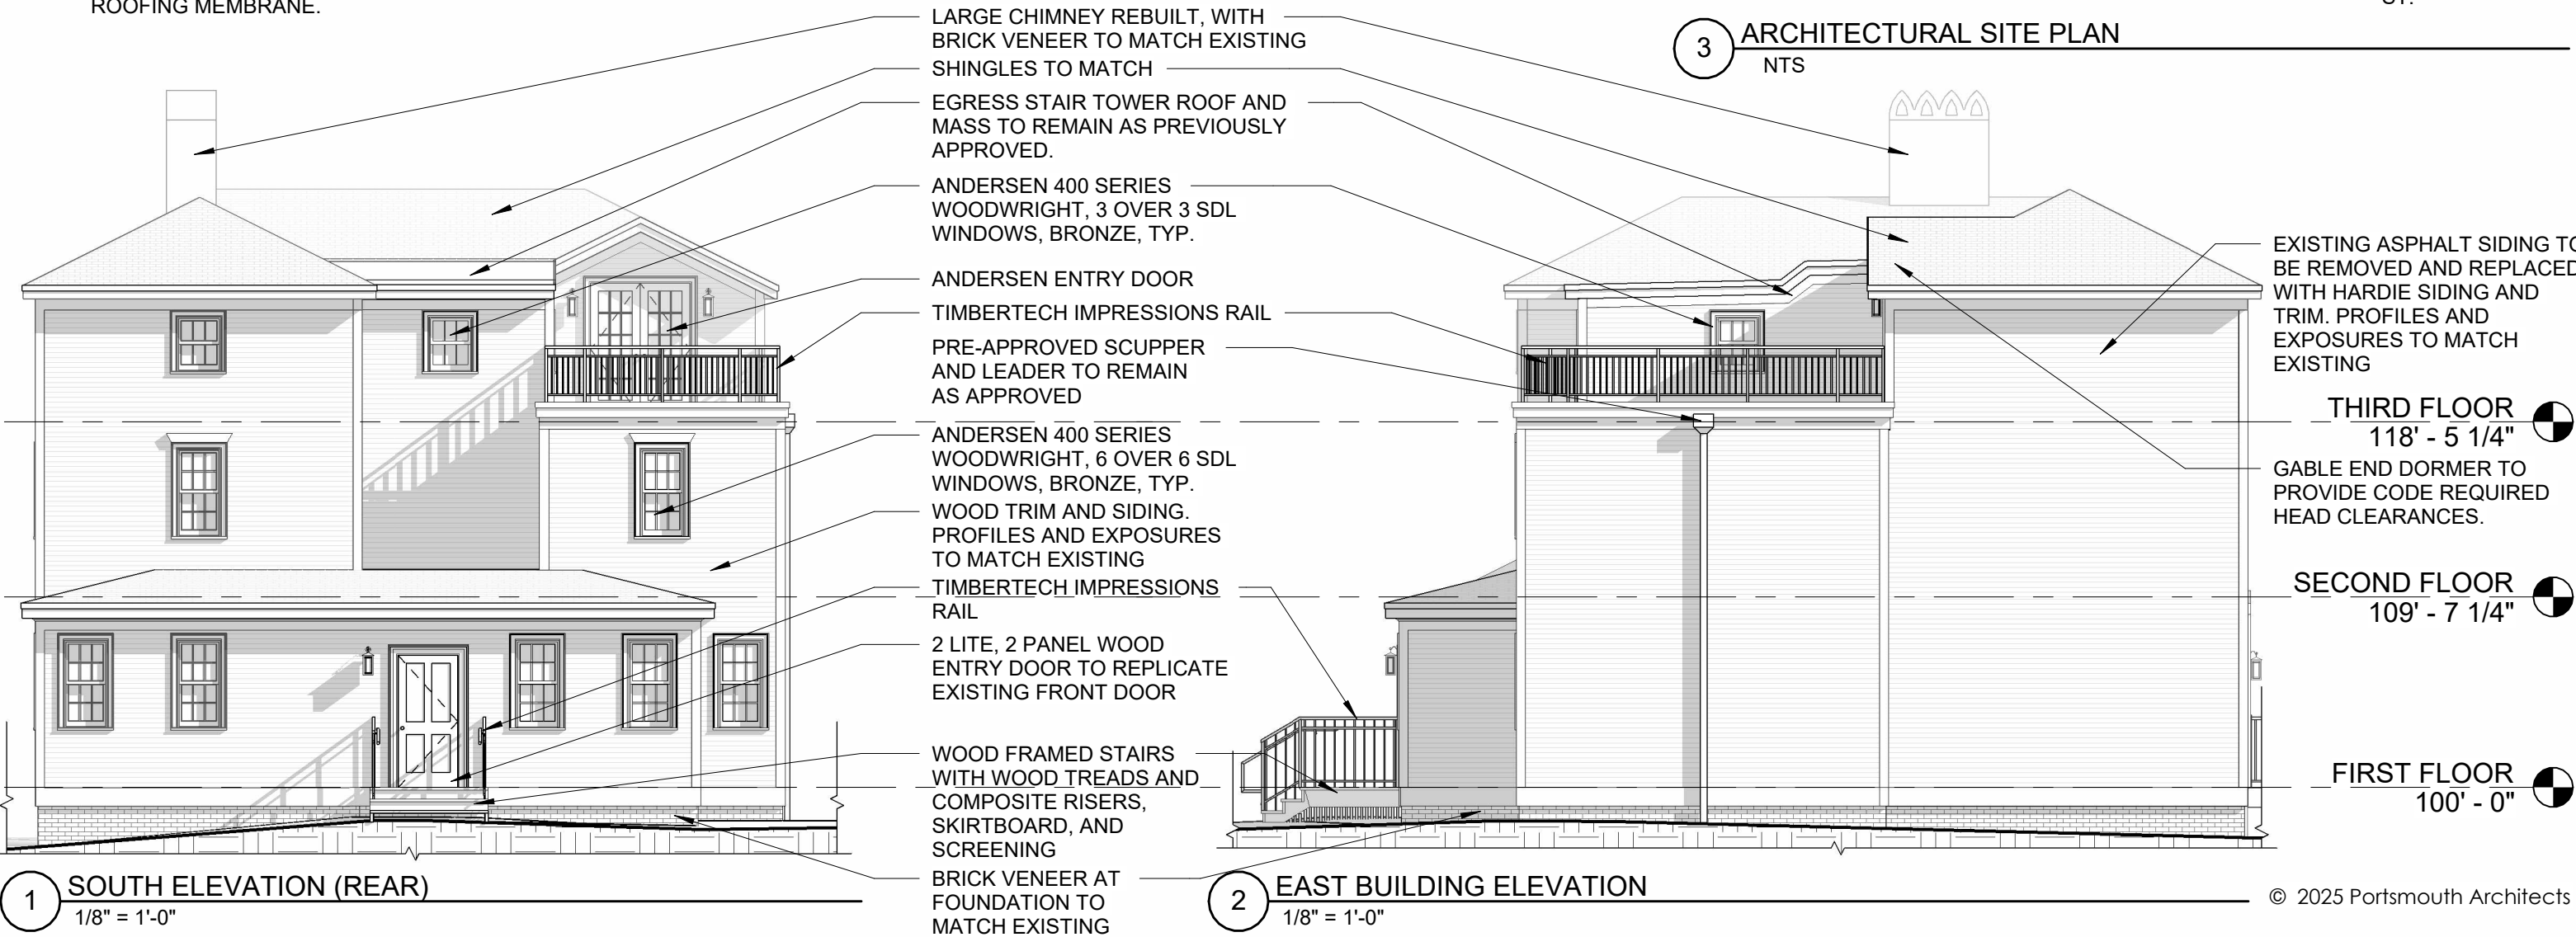 ROOFING MEMBRANE.
LARGE CHIMNEY REBUILT, WITH
BRICK VENEER TO MATCH EXISTING
SHINGLES TO MATCH
EGRESS STAIR TOWER ROOF AND
MASS TO REMAIN AS PREVIOUSLY
APPROVED.
ANDERSEN 400 SERIES
WOODWRIGHT, 3 OVER 3 SDL
WINDOWS, BRONZE, TYP.
ANDERSEN ENTRY DOOR
TIMBERTECH IMPRESSIONS RAIL
PRE-APPROVED SCUPPER
AND LEADER TO REMAIN
AS APPROVED
ANDERSEN 400 SERIES
WOODWRIGHT, 6 OVER 6 SDL
WINDOWS, BRONZE, TYP.
WOOD TRIM AND SIDING.
PROFILES AND EXPOSURES
TO MATCH EXISTING
TIMBERTECH IMPRESSIONS
RAIL
2 LITE, 2 PANEL WOOD
ENTRY DOOR TO REPLICATE
EXISTING FRONT DOOR
WOOD FRAMED STAIRS
WITH WOOD TREADS AND
COMPOSITE RISERS,
SKIRTBOARD, AND
SCREENING
BRICK VENEER AT
FOUNDATION TO
MATCH EXISTING
3 ARCHITECTURAL SITE PLAN
NTS
EXISTING ASPHALT SIDING TO
BE REMOVED AND REPLACED
WITH HARDIE SIDING AND
TRIM. PROFILES AND
EXPOSURES TO MATCH
EXISTING
THIRD FLOOR
118' - 5 1/4"
GABLE END DORMER TO
PROVIDE CODE REQUIRED
HEAD CLEARANCES.
SECOND FLOOR
109' - 7 1/4"
FIRST FLOOR
100' - 0"
1 SOUTH ELEVATION (REAR)
1/8" = 1'-0"
2 EAST BUILDING ELEVATION
1/8" = 1'-0"
© 2025 Portsmouth Architects